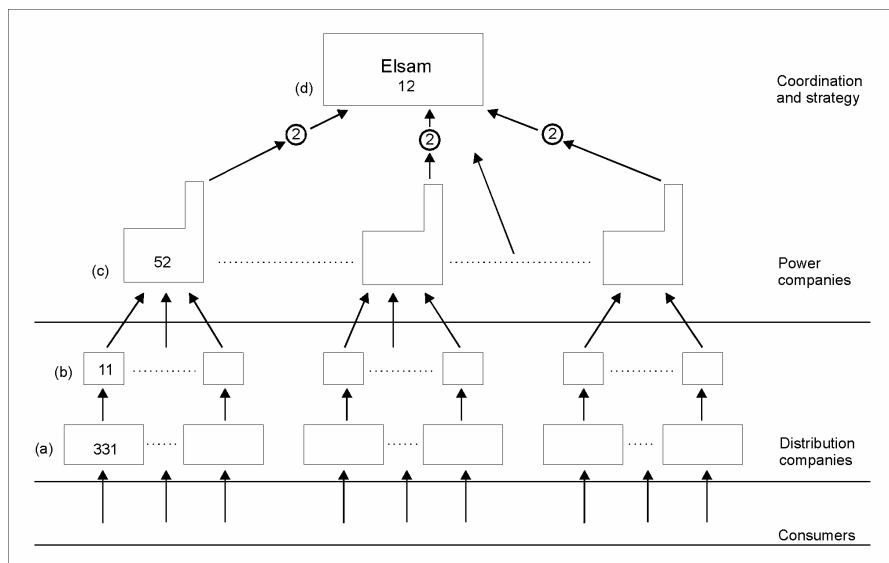 Elsam
12
(d)
Coordination
and strategy
2
2
2
(c)
52
Power
companies
(b)
11
(a)
331
Distribution
companies
Consumers